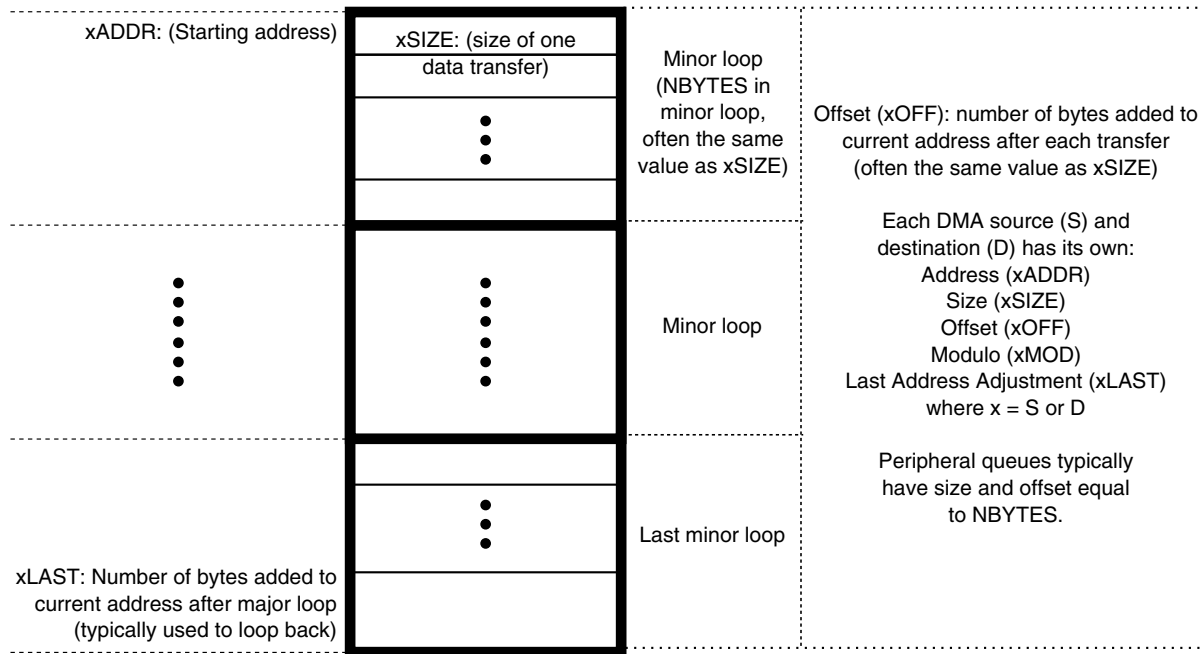 xADDR: (Starting address)
xSIZE: (size of one
data transfer)
Minor loop
(NBYTES in
minor loop,
often the same
value as xSIZE)
Offset (xOFF): number of bytes added to
current address after each transfer
(often the same value as xSIZE)
Each DMA source (S) and
destination (D) has its own:
Address (xADDR)
Size (xSIZE)
Offset (xOFF)
Modulo (xMOD)
Last Address Adjustment (xLAST)
where x = S or D
Peripheral queues typically
have size and offset equal
to NBYTES.
Minor loop
Last minor loop
xLAST: Number of bytes added to
current address after major loop
(typically used to loop back)